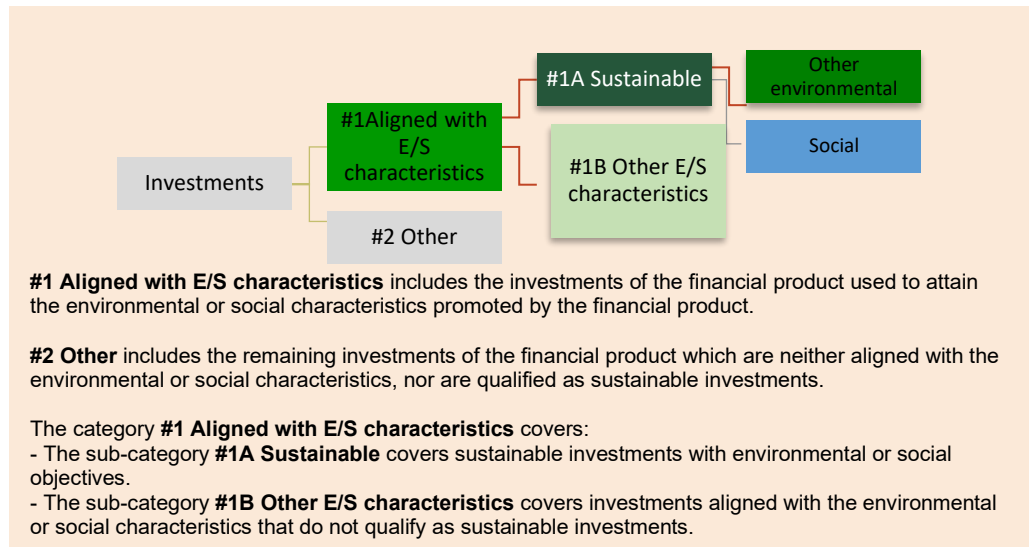 Investments
#1Aligned with
E/S
characteristics
#2 Other
#1A Sustainable
#1B Other E/S
characteristics
Other
environmental
Social
#1 Aligned with E/S characteristics includes the investments of the financial product used to attain
the environmental or social characteristics promoted by the financial product.
#2 Other includes the remaining investments of the financial product which are neither aligned with the
environmental or social characteristics, nor are qualified as sustainable investments.
The category #1 Aligned with E/S characteristics covers:
- The sub-category #1A Sustainable covers sustainable investments with environmental or social
objectives.
- The sub-category #1B Other E/S characteristics covers investments aligned with the environmental
or social characteristics that do not qualify as sustainable investments.